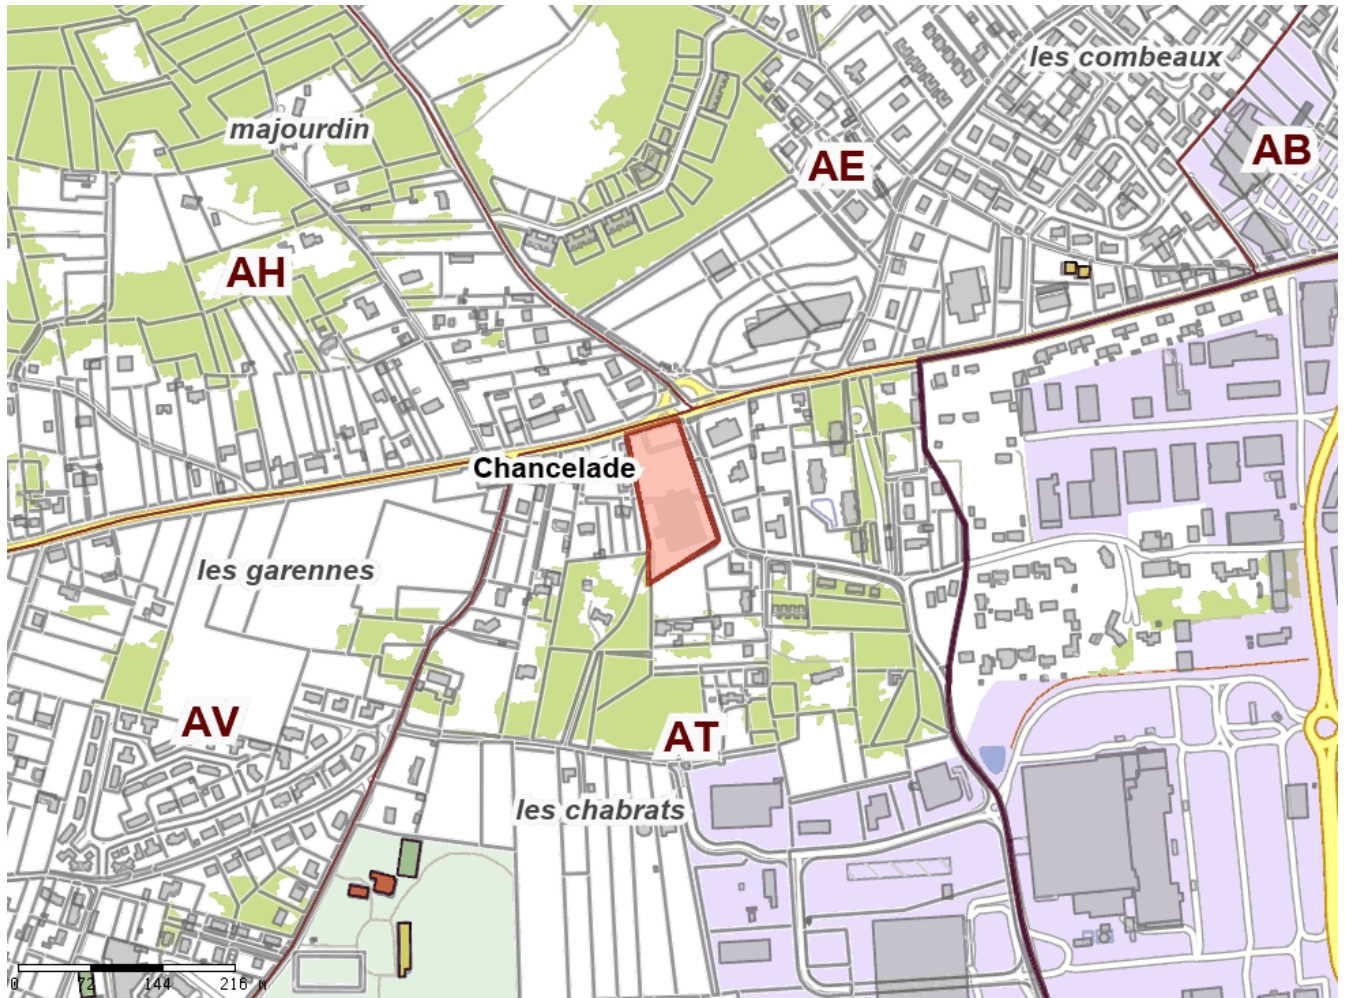 les combeaux
majourdin
AB
AE
AH
Chancelade
les garennes
AV
AT
les chabrats
0 72 144 216 m